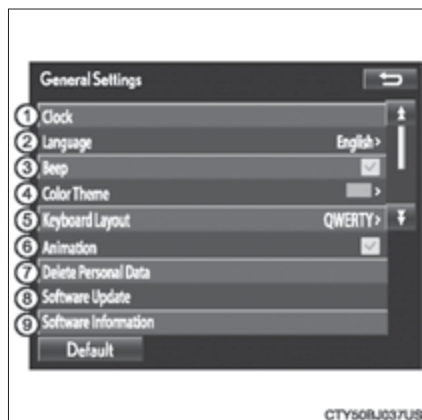 General Settings
1 Clock
2 Language English >
3 Beep
4 Color Theme >
5 Keyboard Layout QWERTY >
6 Animation
7 Delete Personal Data
8 Software Update
9 Software Information
Default
CTY50BJ037US